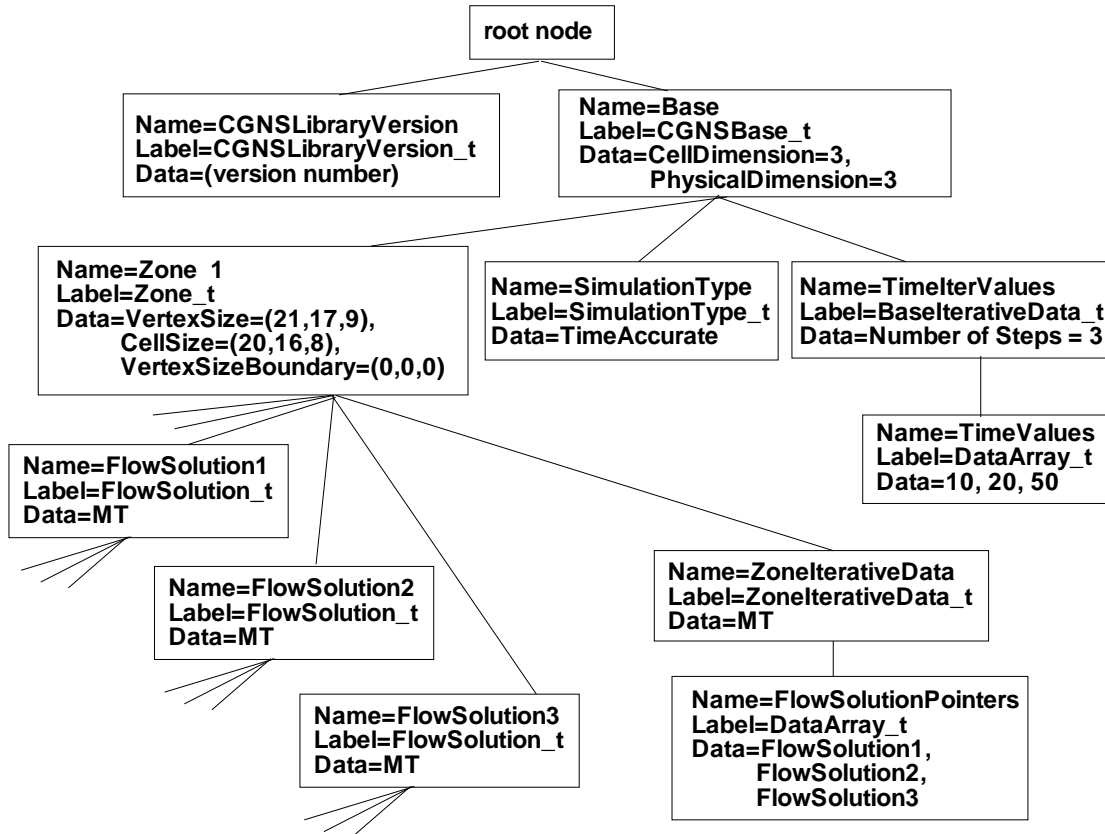 root node
Name=CGNSLibraryVersion
Label=CGNSLibraryVersion_t
Data=(version number)
Name=Base
Label=CGNSBase_t
Data=CellDimension=3,
PhysicalDimension=3
Name=Zone_1
Label=Zone_t
Data=VertexSize=(21,17,9),
CellSize=(20,16,8),
VertexSizeBoundary=(0,0,0)
Name=SimulationType
Label=SimulationType_t
Data=TimeAccurate
Name=TimeIterValues
Label=BaseIterativeData_t
Data=Number of Steps = 3
Name=TimeValues
Label=DataArray_t
Data=10, 20, 50
Name=FlowSolution1
Label=FlowSolution_t
Data=MT
Name=FlowSolution2
Label=FlowSolution_t
Data=MT
Name=FlowSolution3
Label=FlowSolution_t
Data=MT
Name=ZoneIterativeData
Label=ZoneIterativeData_t
Data=MT
Name=FlowSolutionPointers
Label=DataArray_t
Data=FlowSolution1,
FlowSolution2,
FlowSolution3